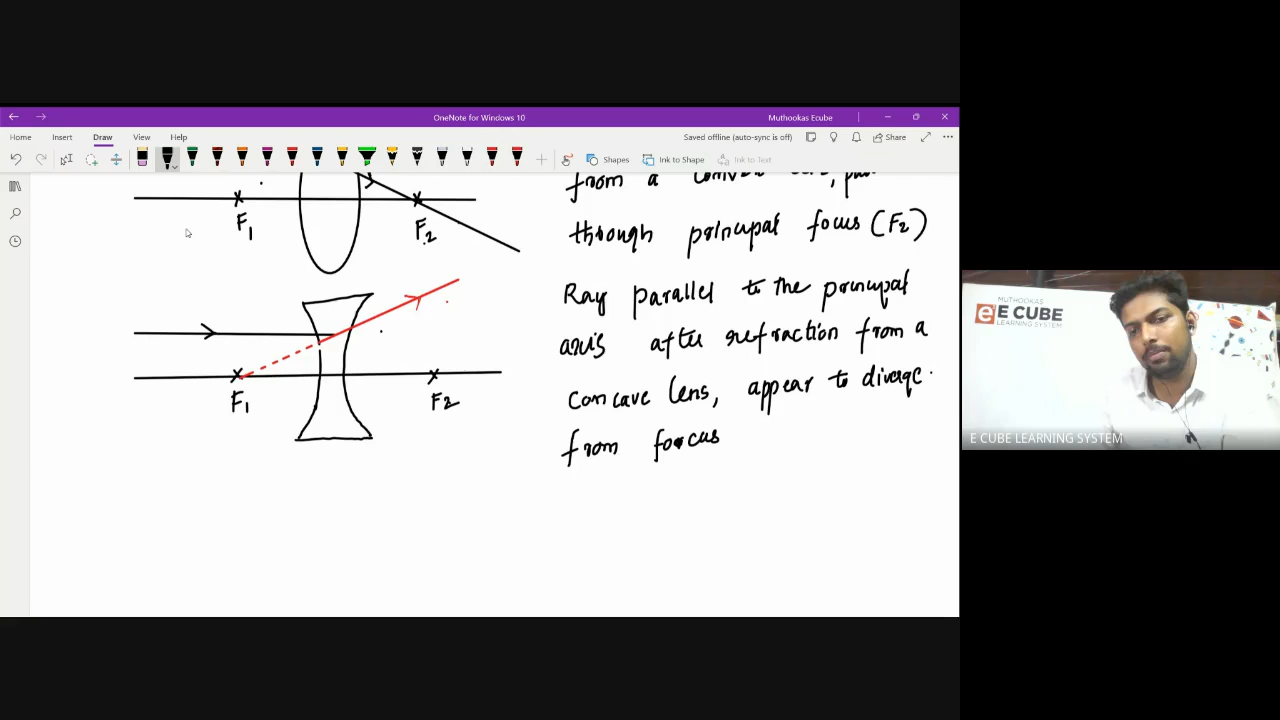 OneNote for Windows 10
Muthookas Ecube
Home Insert Draw View Help
Saved offline (auto-sync is off)
Share
Shapes
Ink to Shape
Ink to Text
from a
through principal focus (F2)
F1
F2
Ray parallel to the principal
axis after refraction from a
concave lens, appear to diverge
from forcus
F1
F2
MUTHOOKAS
e E CUBE
LEARNING SYSTEM
E CUBE LEARNING SYSTEM